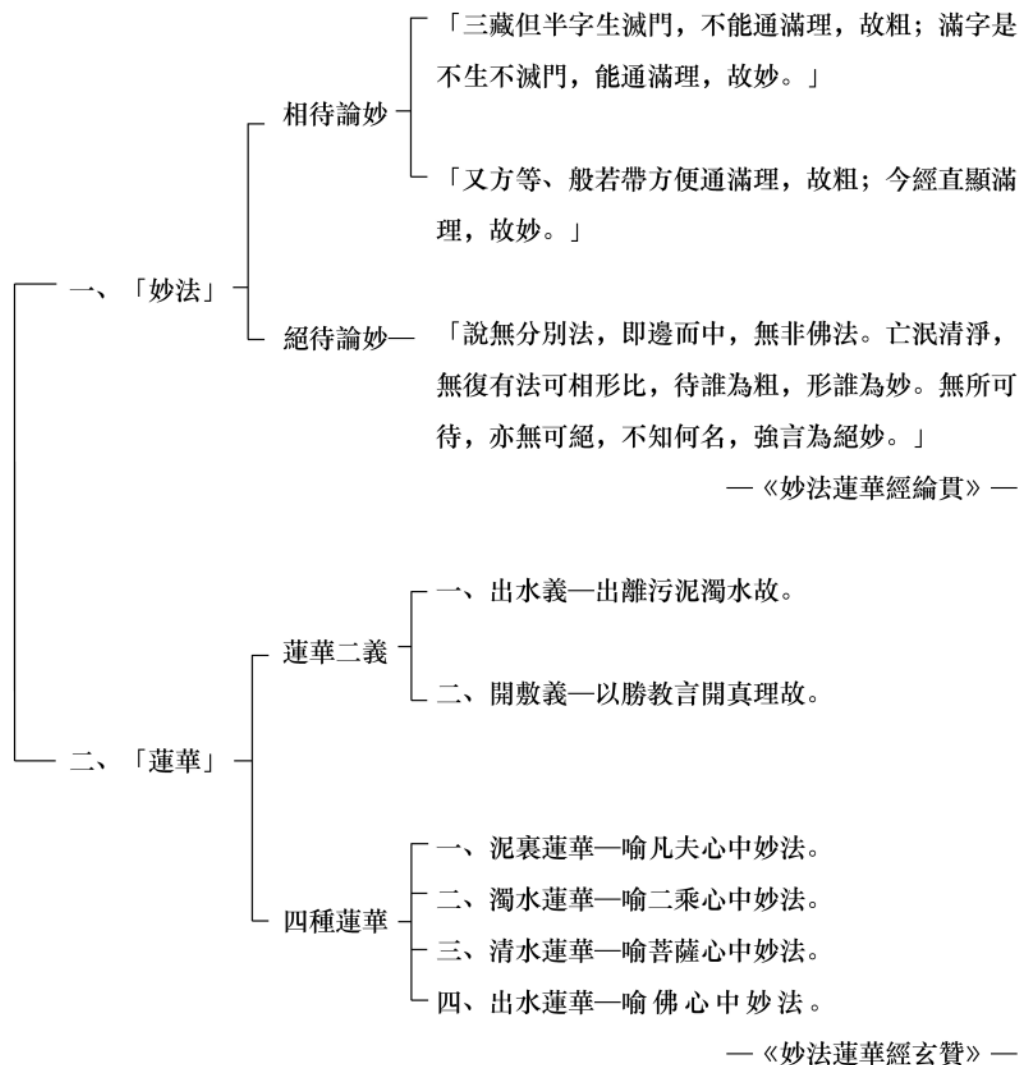 「三藏但半字生滅門，不能通滿理，故粗；滿字是
不生不滅門，能通滿理，故妙。」
相待論妙
「又方等、般若帶方便通滿理，故粗；今經直顯滿
理，故妙。」
一、「妙法」
絕待論妙—
「說無分別法，即邊而中，無非佛法。亡泯清淨，
無復有法可相形比，待誰為粗，形誰為妙。無所可
待，亦無可絕，不知何名，強言為絕妙。」
—《妙法蓮華經綸貫》—
一、出水義—出離污泥濁水故。
蓮華二義
二、開敷義—以勝教言開真理故。
二、「蓮華」
一、泥裏蓮華—喻凡夫心中妙法。
二、濁水蓮華—喻二乘心中妙法。
四種蓮華
三、清水蓮華—喻菩薩心中妙法。
四、出水蓮華—喻佛心中妙法。
—《妙法蓮華經玄贊》—